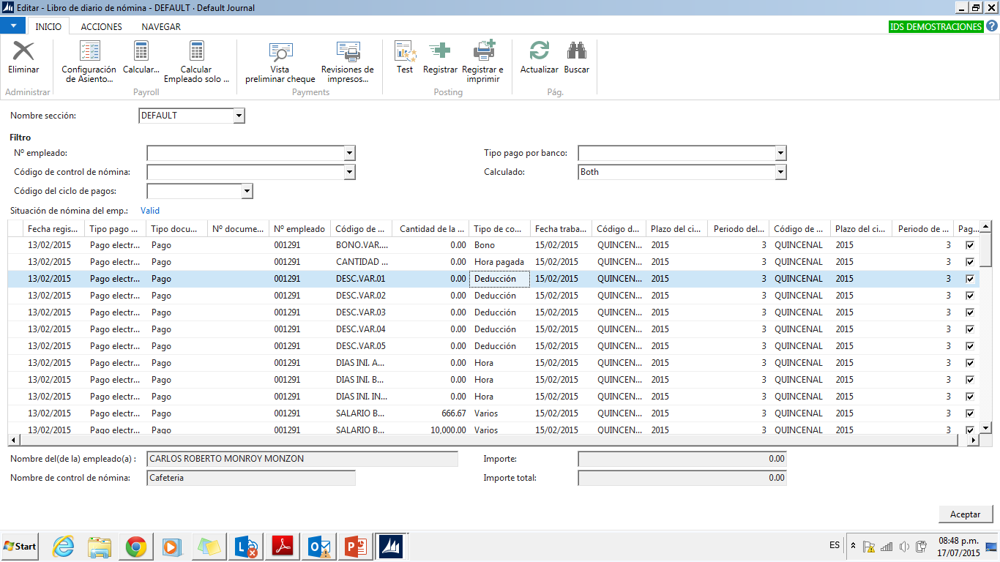 Editar - Libro de diario de nómina - DEFAULT · Default Journal
INICIO ACCIONES NAVEGAR IDS DEMOSTRACIONES
Eliminar
Configuración de Asiento...
Calcular...
Calcular Empleado solo ...
Vista preliminar cheque
Revisiones de impresos...
Test
Registrar
Registrar e imprimir
Actualizar
Buscar
Administrar Payroll Payments Posting Pág.
Nombre sección: DEFAULT
Filtro
Nº empleado: Tipo pago por banco:
Código de control de nómina: Calculado: Both
Código del ciclo de pagos:
Situación de nómina del emp.: Valid
Fecha regis... Tipo pago ... Tipo docu... Nº docume... Nº empleado Código de ... Cantidad de la ... Tipo de co... Fecha traba... Código d... Plazo del ci... Periodo del... Código de ... Plazo del ci... Periodo de ... Pag...
13/02/2015 Pago electr... Pago 001291 BONO.VAR.... 0.00 Bono 15/02/2015 QUINCEN... 2015 3 QUINCENAL 2015 3
13/02/2015 Pago electr... Pago 001291 CANTIDAD ... 0.00 Hora pagada 15/02/2015 QUINCEN... 2015 3 QUINCENAL 2015 3
13/02/2015 Pago electr... Pago 001291 DESC.VAR.01 0.00 Deducción 15/02/2015 QUINCEN... 2015 3 QUINCENAL 2015 3
13/02/2015 Pago electr... Pago 001291 DESC.VAR.02 0.00 Deducción 15/02/2015 QUINCEN... 2015 3 QUINCENAL 2015 3
13/02/2015 Pago electr... Pago 001291 DESC.VAR.03 0.00 Deducción 15/02/2015 QUINCEN... 2015 3 QUINCENAL 2015 3
13/02/2015 Pago electr... Pago 001291 DESC.VAR.04 0.00 Deducción 15/02/2015 QUINCEN... 2015 3 QUINCENAL 2015 3
13/02/2015 Pago electr... Pago 001291 DESC.VAR.05 0.00 Deducción 15/02/2015 QUINCEN... 2015 3 QUINCENAL 2015 3
13/02/2015 Pago electr... Pago 001291 DIAS INI. A... 0.00 Hora 15/02/2015 QUINCEN... 2015 3 QUINCENAL 2015 3
13/02/2015 Pago electr... Pago 001291 DIAS INI. B... 0.00 Hora 15/02/2015 QUINCEN... 2015 3 QUINCENAL 2015 3
13/02/2015 Pago electr... Pago 001291 DIAS INI. IN... 0.00 Hora 15/02/2015 QUINCEN... 2015 3 QUINCENAL 2015 3
13/02/2015 Pago electr... Pago 001291 SALARIO B... 666.67 Varios 15/02/2015 QUINCEN... 2015 3 QUINCENAL 2015 3
13/02/2015 Pago electr... Pago 001291 SALARIO B... 10,000.00 Varios 15/02/2015 QUINCEN... 2015 3 QUINCENAL 2015 3
Nombre del(de la) empleado(a) : CARLOS ROBERTO MONROY MONZON Importe: 0.00
Nombre de control de nómina: Cafeteria Importe total: 0.00
Aceptar
Start ES 08:48 p.m.
17/07/2015